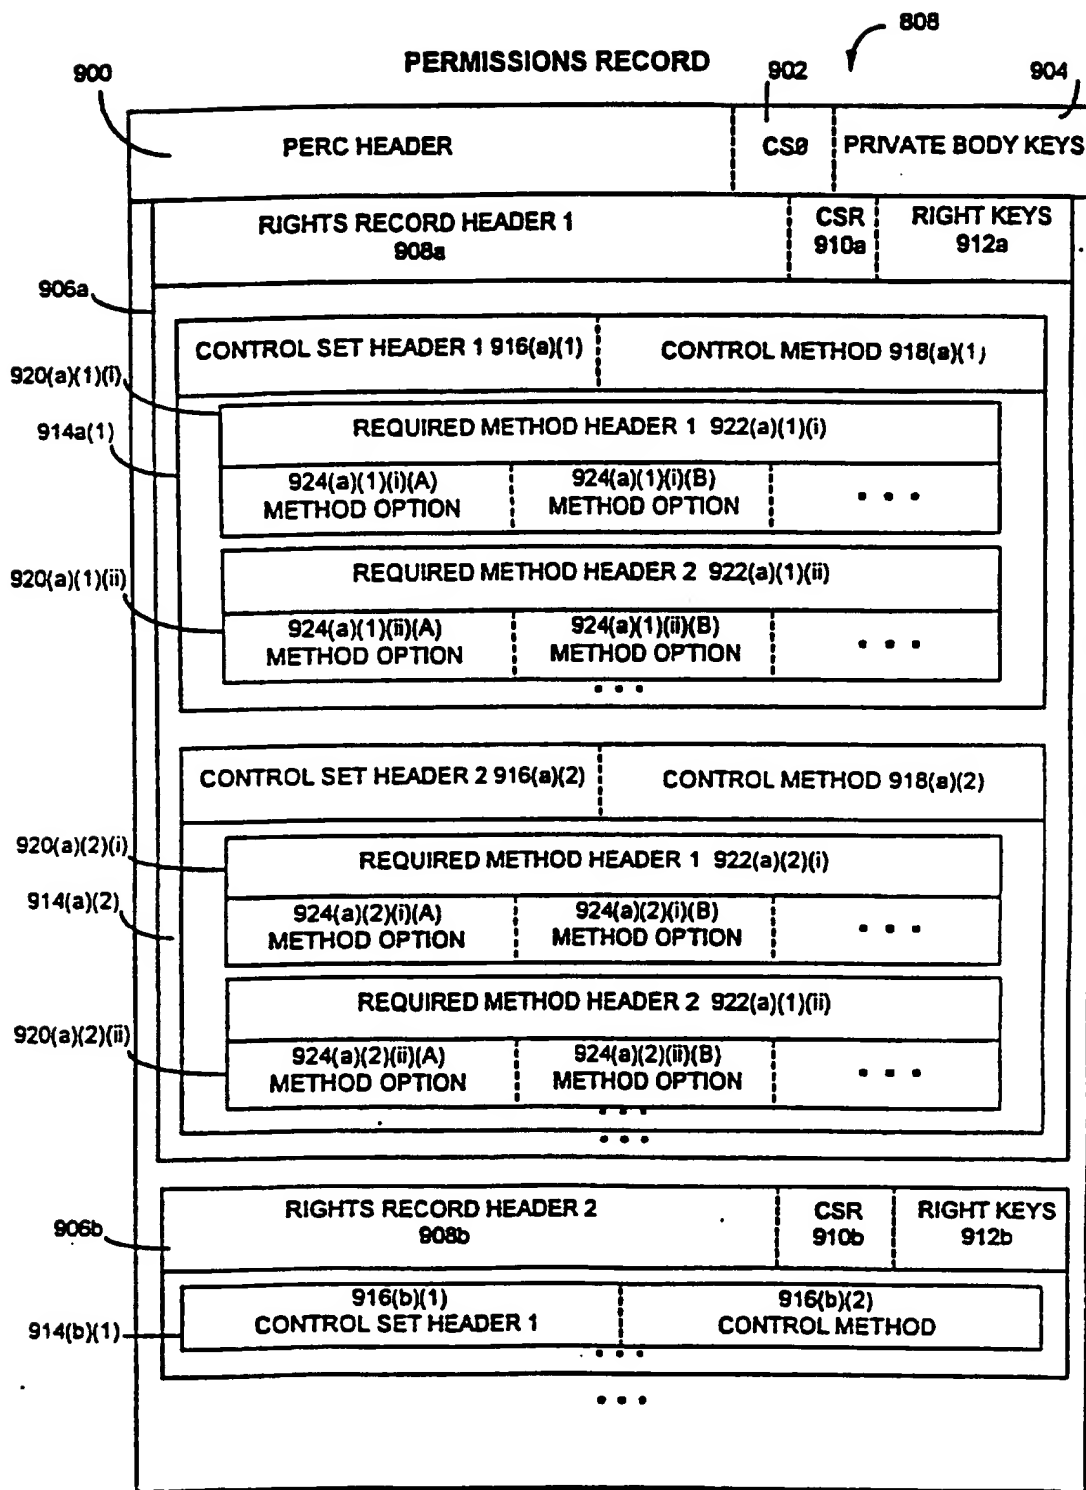 808
PERMISSIONS RECORD
900
902
904
PERC HEADER
CS0
PRIVATE BODY KEYS
RIGHTS RECORD HEADER 1
908a
CSR
910a
RIGHT KEYS
912a
906a
CONTROL SET HEADER 1 916(a)(1)
CONTROL METHOD 918(a)(1)
920(a)(1)(i)
914a(1)
REQUIRED METHOD HEADER 1 922(a)(1)(i)
924(a)(1)(i)(A)
METHOD OPTION
924(a)(1)(i)(B)
METHOD OPTION
• • •
920(a)(1)(ii)
REQUIRED METHOD HEADER 2 922(a)(1)(ii)
924(a)(1)(ii)(A)
METHOD OPTION
924(a)(1)(ii)(B)
METHOD OPTION
• • •
• • •
CONTROL SET HEADER 2 916(a)(2)
CONTROL METHOD 918(a)(2)
920(a)(2)(i)
914(a)(2)
REQUIRED METHOD HEADER 1 922(a)(2)(i)
924(a)(2)(i)(A)
METHOD OPTION
924(a)(2)(i)(B)
METHOD OPTION
• • •
920(a)(2)(ii)
REQUIRED METHOD HEADER 2 922(a)(1)(ii)
924(a)(2)(ii)(A)
METHOD OPTION
924(a)(2)(ii)(B)
METHOD OPTION
• • •
• • •
• • •
906b
RIGHTS RECORD HEADER 2
908b
CSR
910b
RIGHT KEYS
912b
914(b)(1)
916(b)(1)
CONTROL SET HEADER 1
916(b)(2)
CONTROL METHOD
• • •
• • •